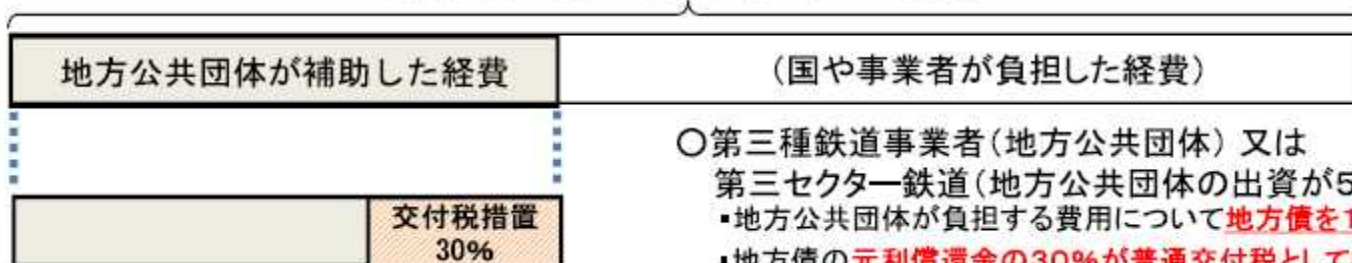 地方公共団体が補助した経費
(国や事業者が負担した経費)
○第三種鉄道事業者(地方公共団体)又は
第三セクター鉄道(地方公共団体の出資が5
▪地方公共団体が負担する費用について地方債を1
交付税措置
30%
▪地方債の元利償還金の30%が普通交付税として